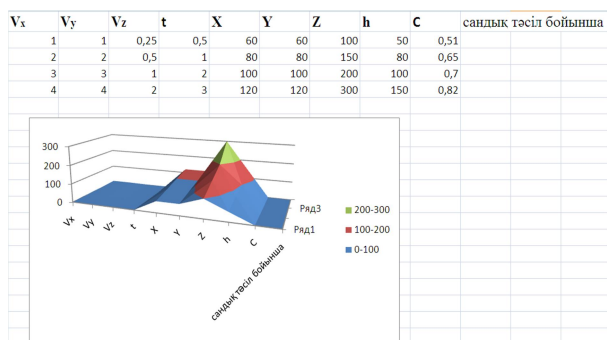 Vx Vy Vz t X Y Z h C сандық тәсіл бойынша
1 1 0,25 0,5 60 60 100 50 0,51
2 2 0,5 1 80 80 150 80 0,65
3 3 1 2 100 100 200 100 0,7
4 4 2 3 120 120 300 150 0,82
300
200
100
0
Vx Vy Vz t X Y Z h C сандық тәсіл бойынша
Ряд3
Ряд1
200-300
100-200
0-100